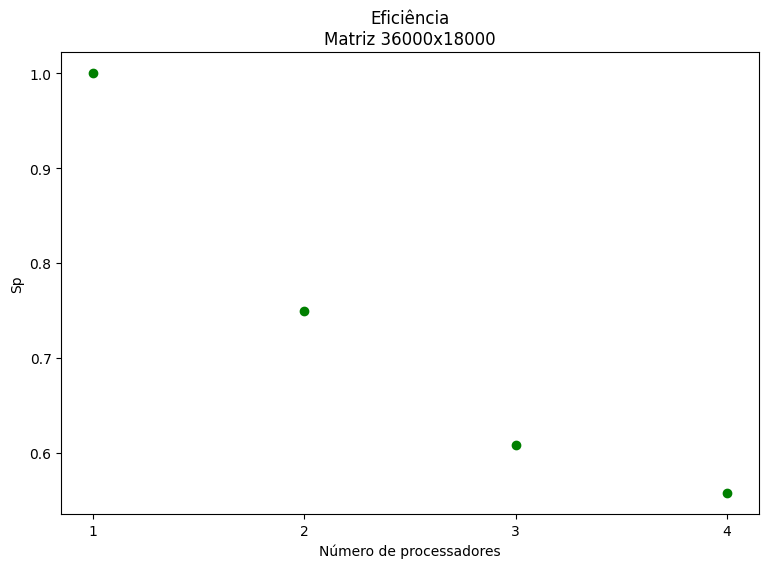 Eficiência
Matriz 36000x18000
1.0
0.9
0.8
0.7
0.6
Sp
1 2 3 4
Número de processadores